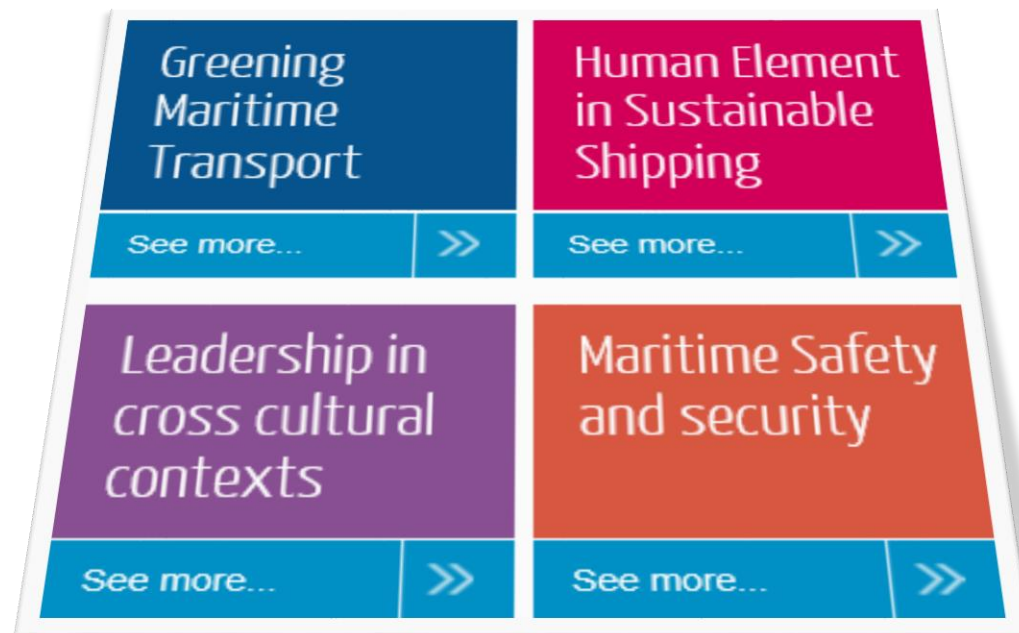 Greening
Maritime
Transport
See more...
Human Element
in Sustainable
Shipping
See more...
Leadership in
cross cultural
contexts
See more...
Maritime Safety
and security
See more...